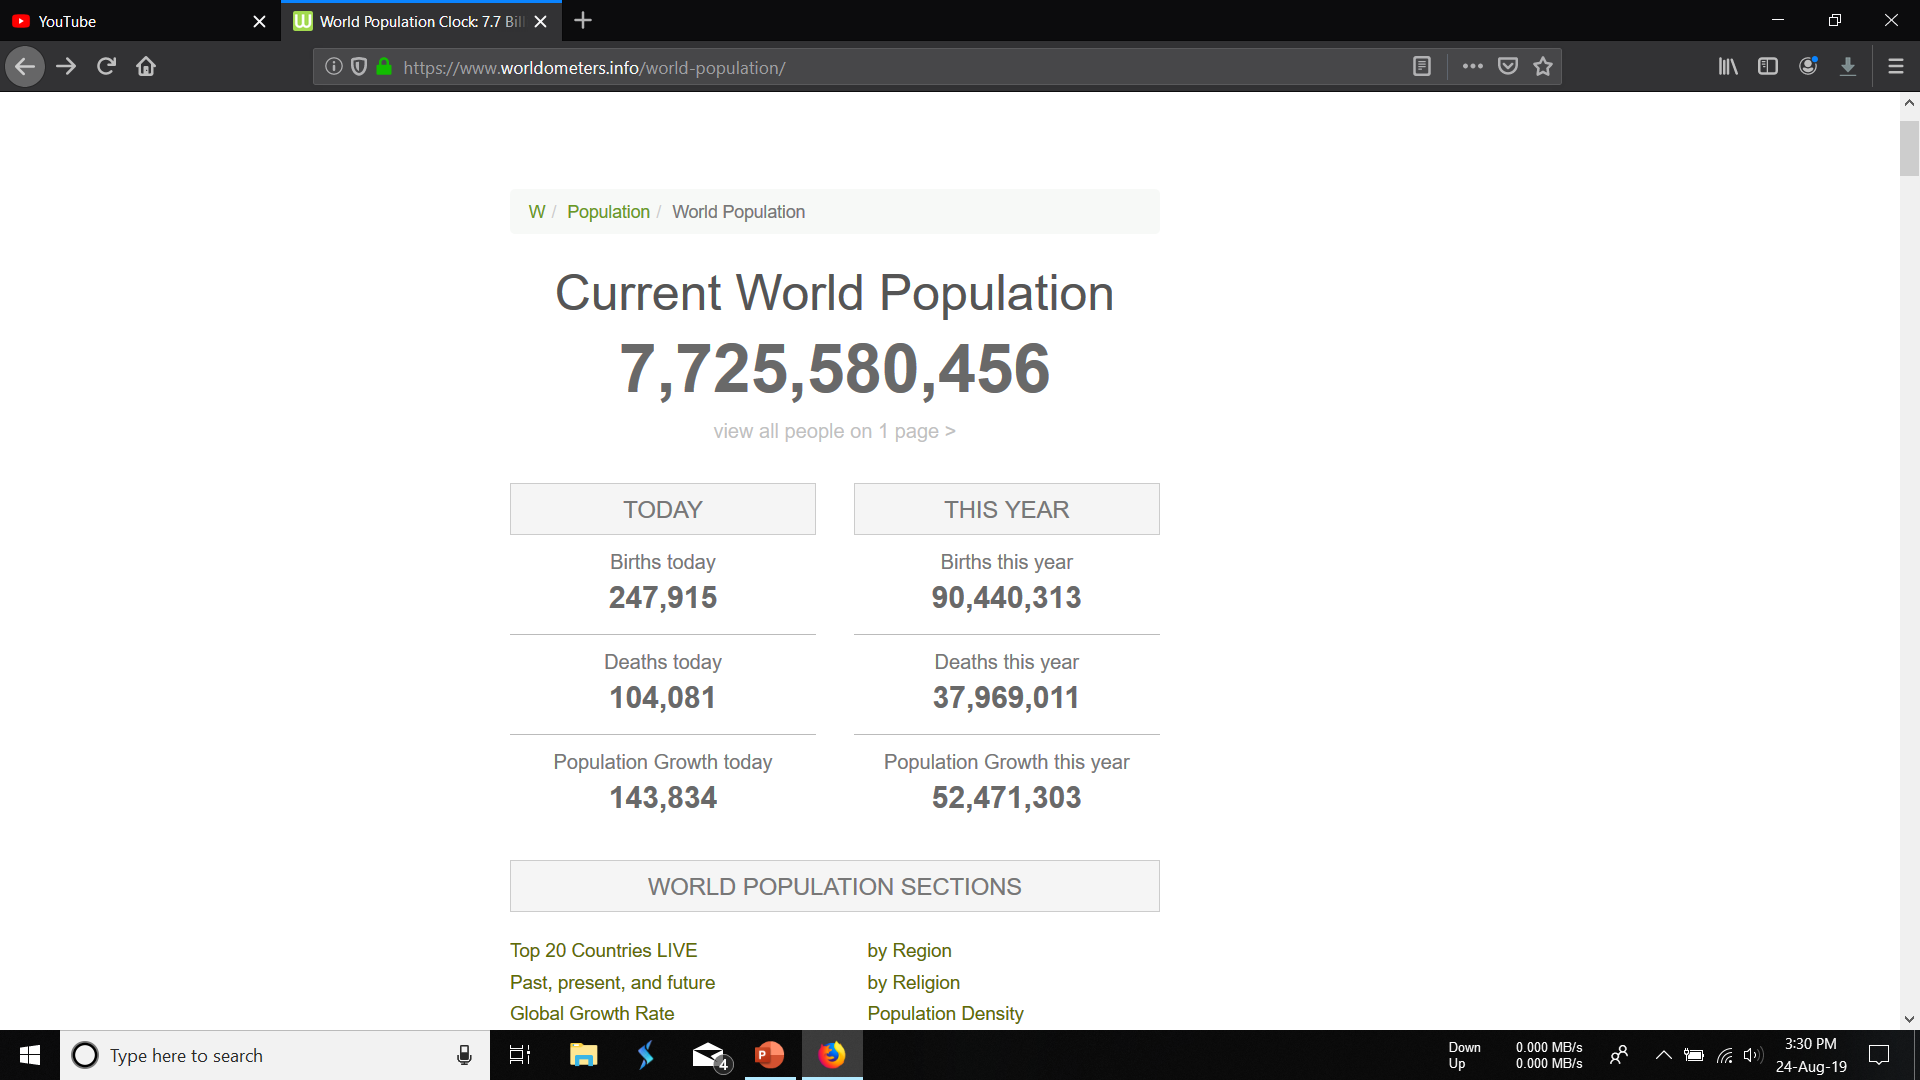 YouTube
World Population Clock: 7.7 Bil
https://www.worldometers.info/world-population/
W / Population / World Population
Current World Population
7,725,580,456
view all people on 1 page >
TODAY
THIS YEAR
Births today
247,915
Births this year
90,440,313
Deaths today
104,081
Deaths this year
37,969,011
Population Growth today
143,834
Population Growth this year
52,471,303
WORLD POPULATION SECTIONS
Top 20 Countries LIVE
by Region
Past, present, and future
by Religion
Global Growth Rate
Population Density
Type here to search
4
Down 0.000 MB/s
Up 0.000 MB/s
3:30 PM
24-Aug-19